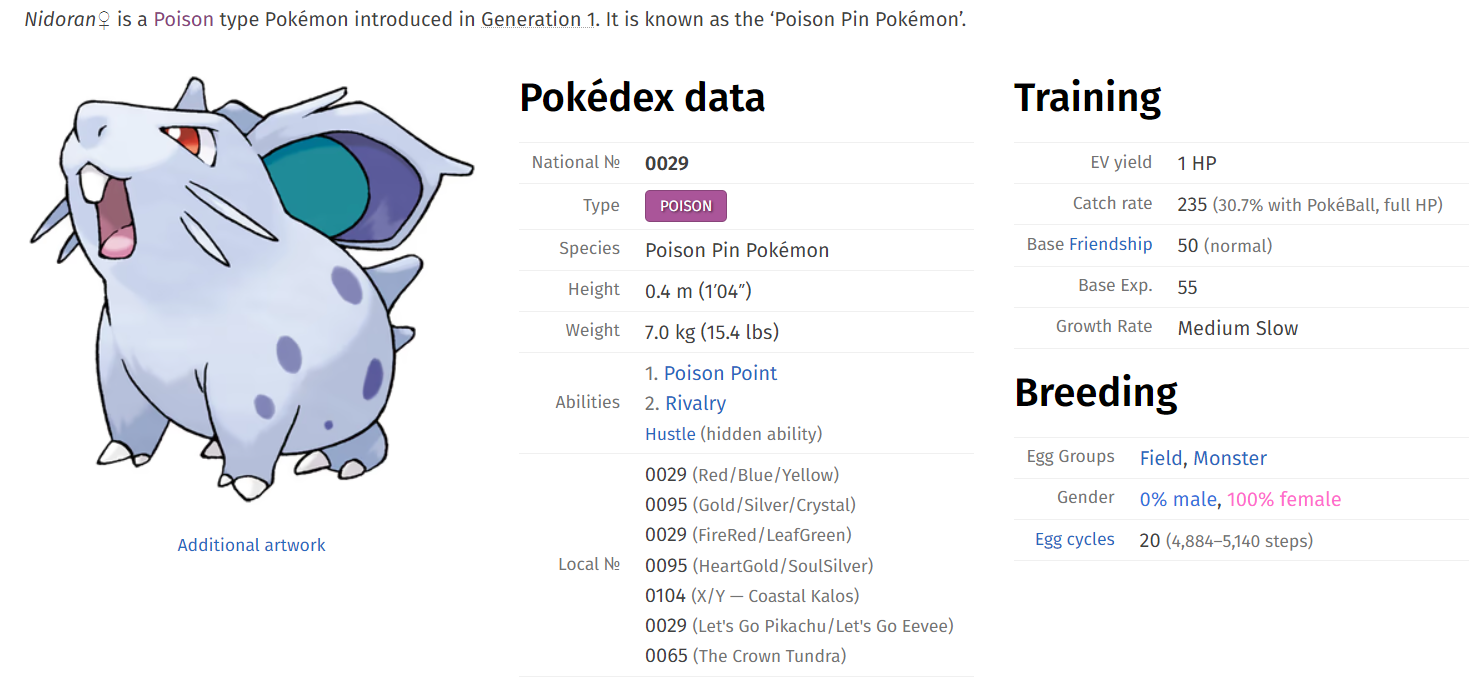 Nidoran♀ is a Poison type Pokémon introduced in Generation 1. It is known as the ‘Poison Pin Pokémon’.
Additional artwork
Pokédex data
National № 0029
Type POISON
Species Poison Pin Pokémon
Height 0.4 m (1′04″)
Weight 7.0 kg (15.4 lbs)
Abilities
1. Poison Point
2. Rivalry
Hustle (hidden ability)
Local №
0029 (Red/Blue/Yellow)
0095 (Gold/Silver/Crystal)
0029 (FireRed/LeafGreen)
0095 (HeartGold/SoulSilver)
0104 (X/Y — Coastal Kalos)
0029 (Let's Go Pikachu/Let's Go Eevee)
0065 (The Crown Tundra)
Training
EV yield 1 HP
Catch rate 235 (30.7% with PokéBall, full HP)
Base Friendship 50 (normal)
Base Exp. 55
Growth Rate Medium Slow
Breeding
Egg Groups Field, Monster
Gender 0% male, 100% female
Egg cycles 20 (4,884–5,140 steps)